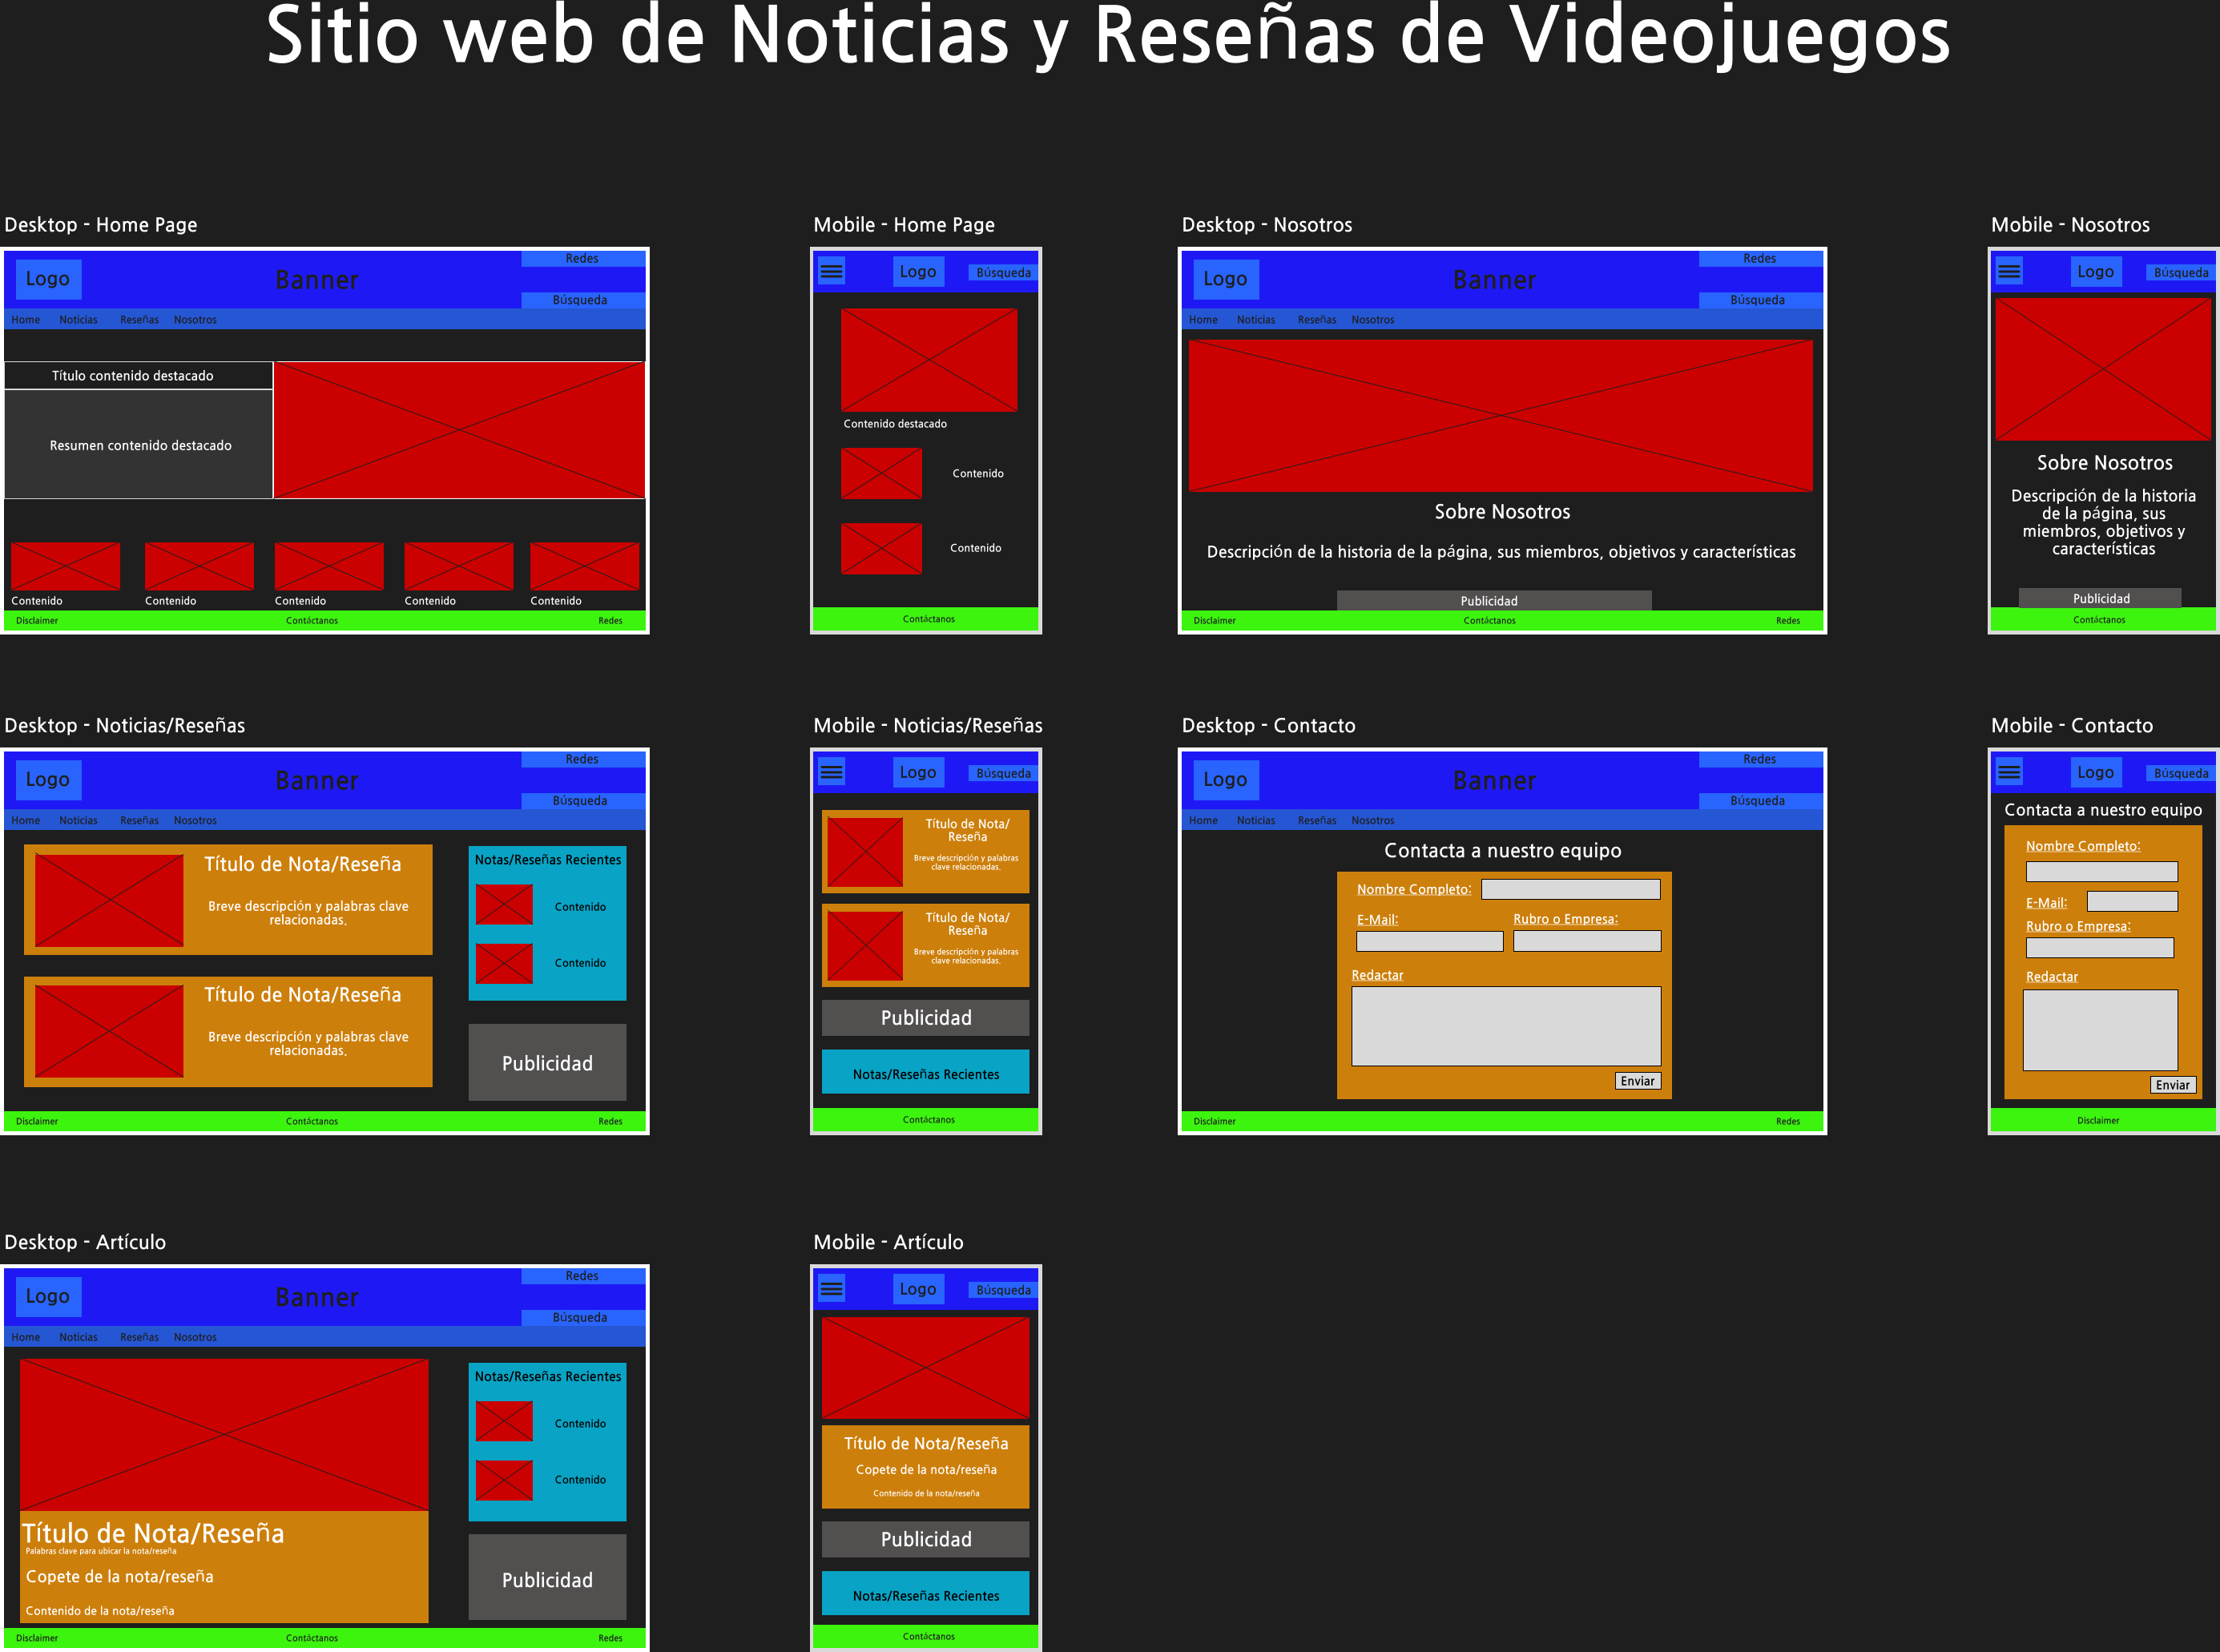 Sitio web de Noticias y Reseñas de Videojuegos
Desktop - Home Page
Logo
Banner
Redes
Búsqueda
Home Noticias Reseñas Nosotros
Título contenido destacado
Resumen contenido destacado
Contenido
Contenido
Contenido
Contenido
Contenido
Disclaimer Contáctanos Redes
Mobile - Home Page
Logo
Búsqueda
Contenido destacado
Contenido
Contenido
Contáctanos
Desktop - Nosotros
Logo
Banner
Redes
Búsqueda
Home Noticias Reseñas Nosotros
Sobre Nosotros
Descripción de la historia de la página, sus miembros, objetivos y características
Publicidad
Disclaimer Contáctanos Redes
Mobile - Nosotros
Logo
Búsqueda
Sobre Nosotros
Descripción de la historia
de la página, sus
miembros, objetivos y
características
Publicidad
Contáctanos
Desktop - Noticias/Reseñas
Logo
Banner
Redes
Búsqueda
Home Noticias Reseñas Nosotros
Título de Nota/Reseña
Breve descripción y palabras clave
relacionadas.
Título de Nota/Reseña
Breve descripción y palabras clave
relacionadas.
Notas/Reseñas Recientes
Contenido
Contenido
Publicidad
Disclaimer Contáctanos Redes
Mobile - Noticias/Reseñas
Logo
Búsqueda
Título de Nota/
Reseña
Breve descripción y palabras
clave relacionadas.
Título de Nota/
Reseña
Breve descripción y palabras
clave relacionadas.
Publicidad
Notas/Reseñas Recientes
Contáctanos
Desktop - Contacto
Logo
Banner
Redes
Búsqueda
Home Noticias Reseñas Nosotros
Contacta a nuestro equipo
Nombre Completo:
E-Mail:
Rubro o Empresa:
Redactar
Enviar
Disclaimer Redes
Mobile - Contacto
Logo
Búsqueda
Contacta a nuestro equipo
Nombre Completo:
E-Mail:
Rubro o Empresa:
Redactar
Enviar
Disclaimer
Desktop - Artículo
Logo
Banner
Redes
Búsqueda
Home Noticias Reseñas Nosotros
Título de Nota/Reseña
Palabras clave para ubicar la nota/reseña
Copete de la nota/reseña
Contenido de la nota/reseña
Notas/Reseñas Recientes
Contenido
Contenido
Publicidad
Disclaimer Contáctanos Redes
Mobile - Artículo
Logo
Búsqueda
Título de Nota/Reseña
Copete de la nota/reseña
Contenido de la nota/reseña
Publicidad
Notas/Reseñas Recientes
Contáctanos